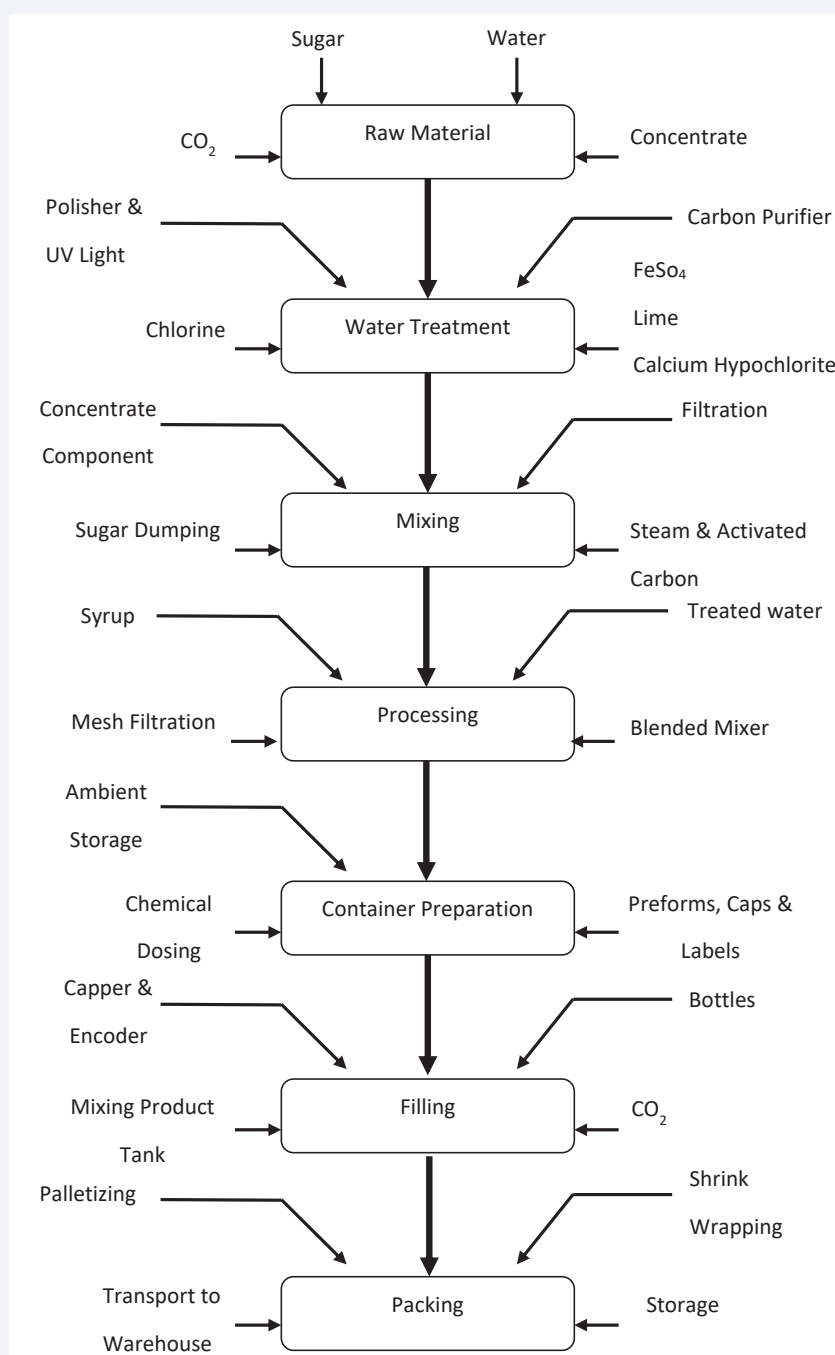 Sugar
Water
Raw Material
CO₂
Concentrate
Polisher &
UV Light
Carbon Purifier
FeSo₄
Lime
Calcium Hypochlorite
Chlorine
Water Treatment
Concentrate
Component
Filtration
Mixing
Sugar Dumping
Steam & Activated
Carbon
Syrup
Treated water
Processing
Mesh Filtration
Blended Mixer
Ambient
Storage
Container Preparation
Chemical
Dosing
Preforms, Caps &
Labels
Capper &
Encoder
Bottles
Filling
Mixing Product
Tank
CO₂
Palletizing
Shrink
Wrapping
Packing
Transport to
Warehouse
Storage